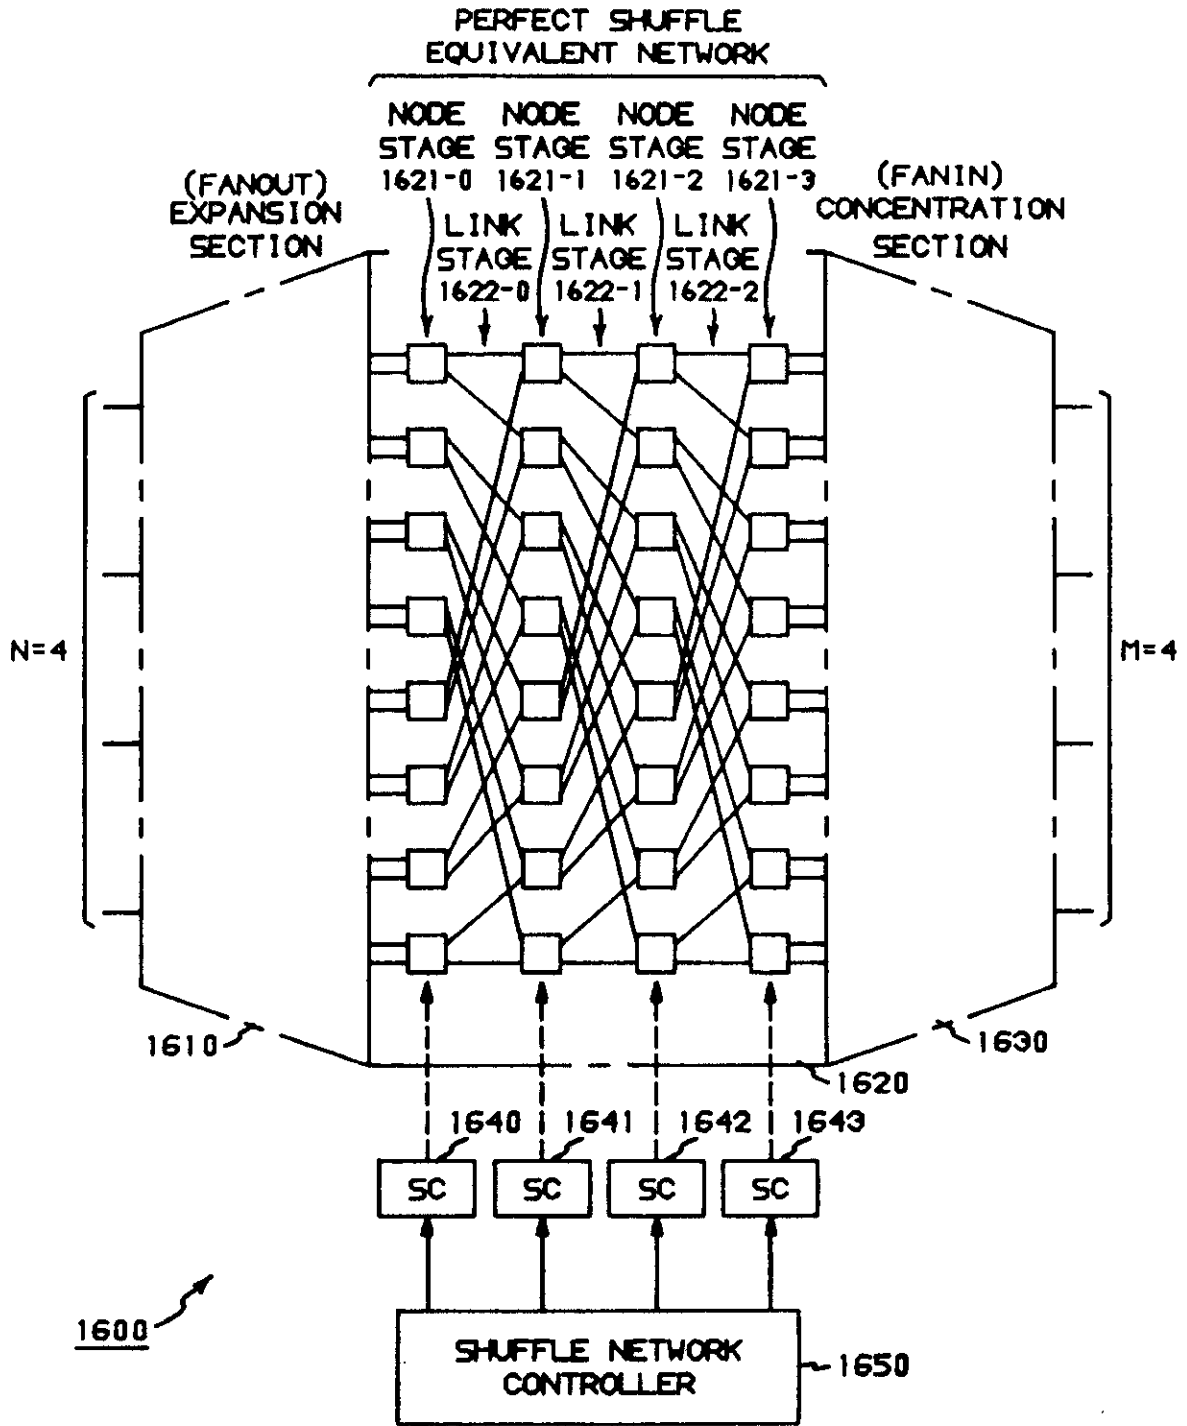 PERFECT SHUFFLE
EQUIVALENT NETWORK
NODE NODE NODE NODE
STAGE STAGE STAGE STAGE
1621-0 1621-1 1621-2 1621-3
(FANOUT)
EXPANSION
SECTION
(FANIN)
CONCENTRATION
SECTION
LINK LINK LINK
STAGE STAGE STAGE
1622-0 1622-1 1622-2
N=4
M=4
1610
1630
1620
1640 1641 1642 1643
SC SC SC SC
1600
SHUFFLE NETWORK
CONTROLLER
1650